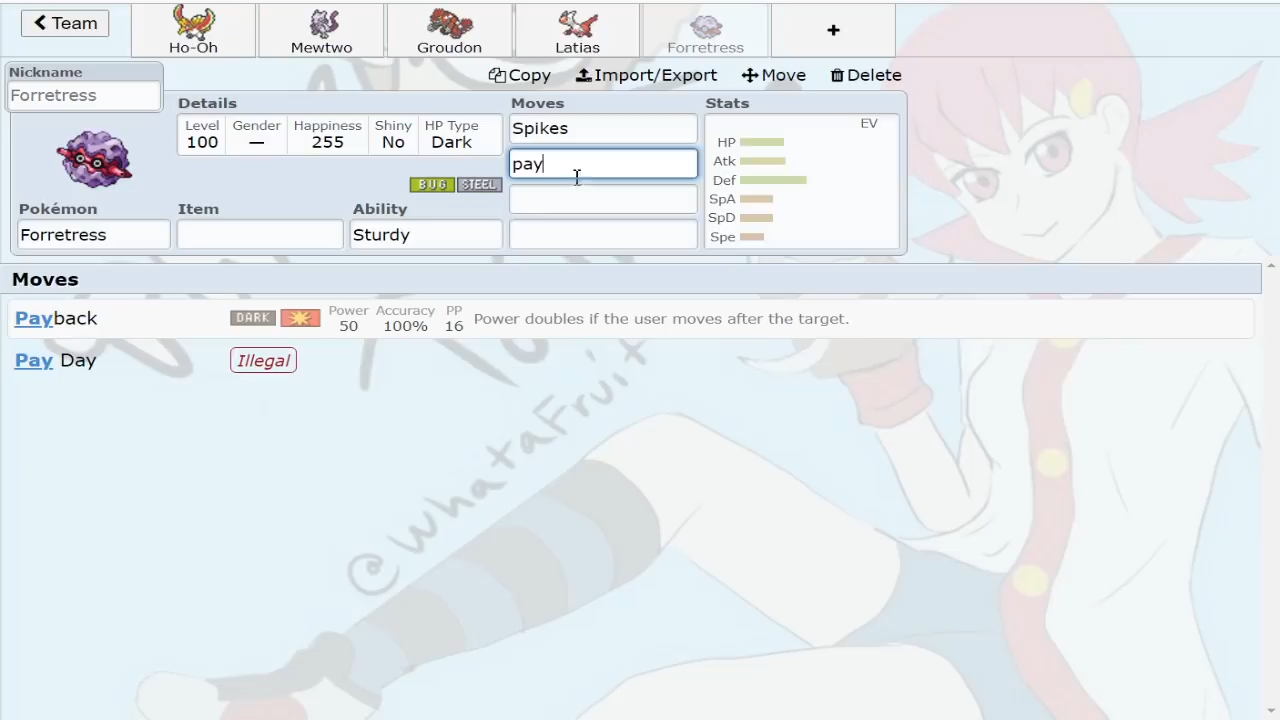 Team
Ho-Oh
Mewtwo
Groudon
Latias
Forretress
+
Copy
Import/Export
Move
Delete
Nickname
Forretress
Details
Level
100
Gender
—
Happiness
255
Shiny
No
HP Type
Dark
BUG STEEL
Pokémon
Forretress
Item
Ability
Sturdy
Moves
Spikes
pay
Stats
EV
HP
Atk
Def
SpA
SpD
Spe
Moves
Payback DARK Power 50 Accuracy 100% PP 16 Power doubles if the user moves after the target.
Pay Day Illegal
@whataFruit